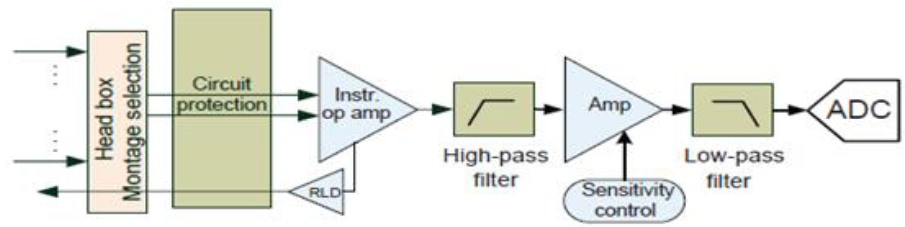 Head box
Montage selection
Circuit
protection
Instr.
op amp
RLD
High-pass
filter
Amp
Sensitivity
control
Low-pass
filter
ADC